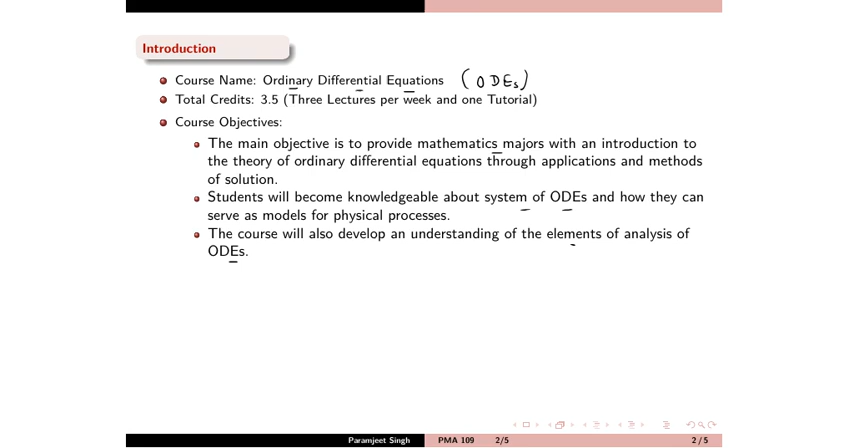 Introduction
Course Name: Ordinary Differential Equations (ODEs)
Total Credits: 3.5 (Three Lectures per week and one Tutorial)
Course Objectives:
The main objective is to provide mathematics majors with an introduction to
the theory of ordinary differential equations through applications and methods
of solution.
Students will become knowledgeable about system of ODEs and how they can
serve as models for physical processes.
The course will also develop an understanding of the elements of analysis of
ODEs.
Paramjeet Singh PMA 109 2/5 2 / 5